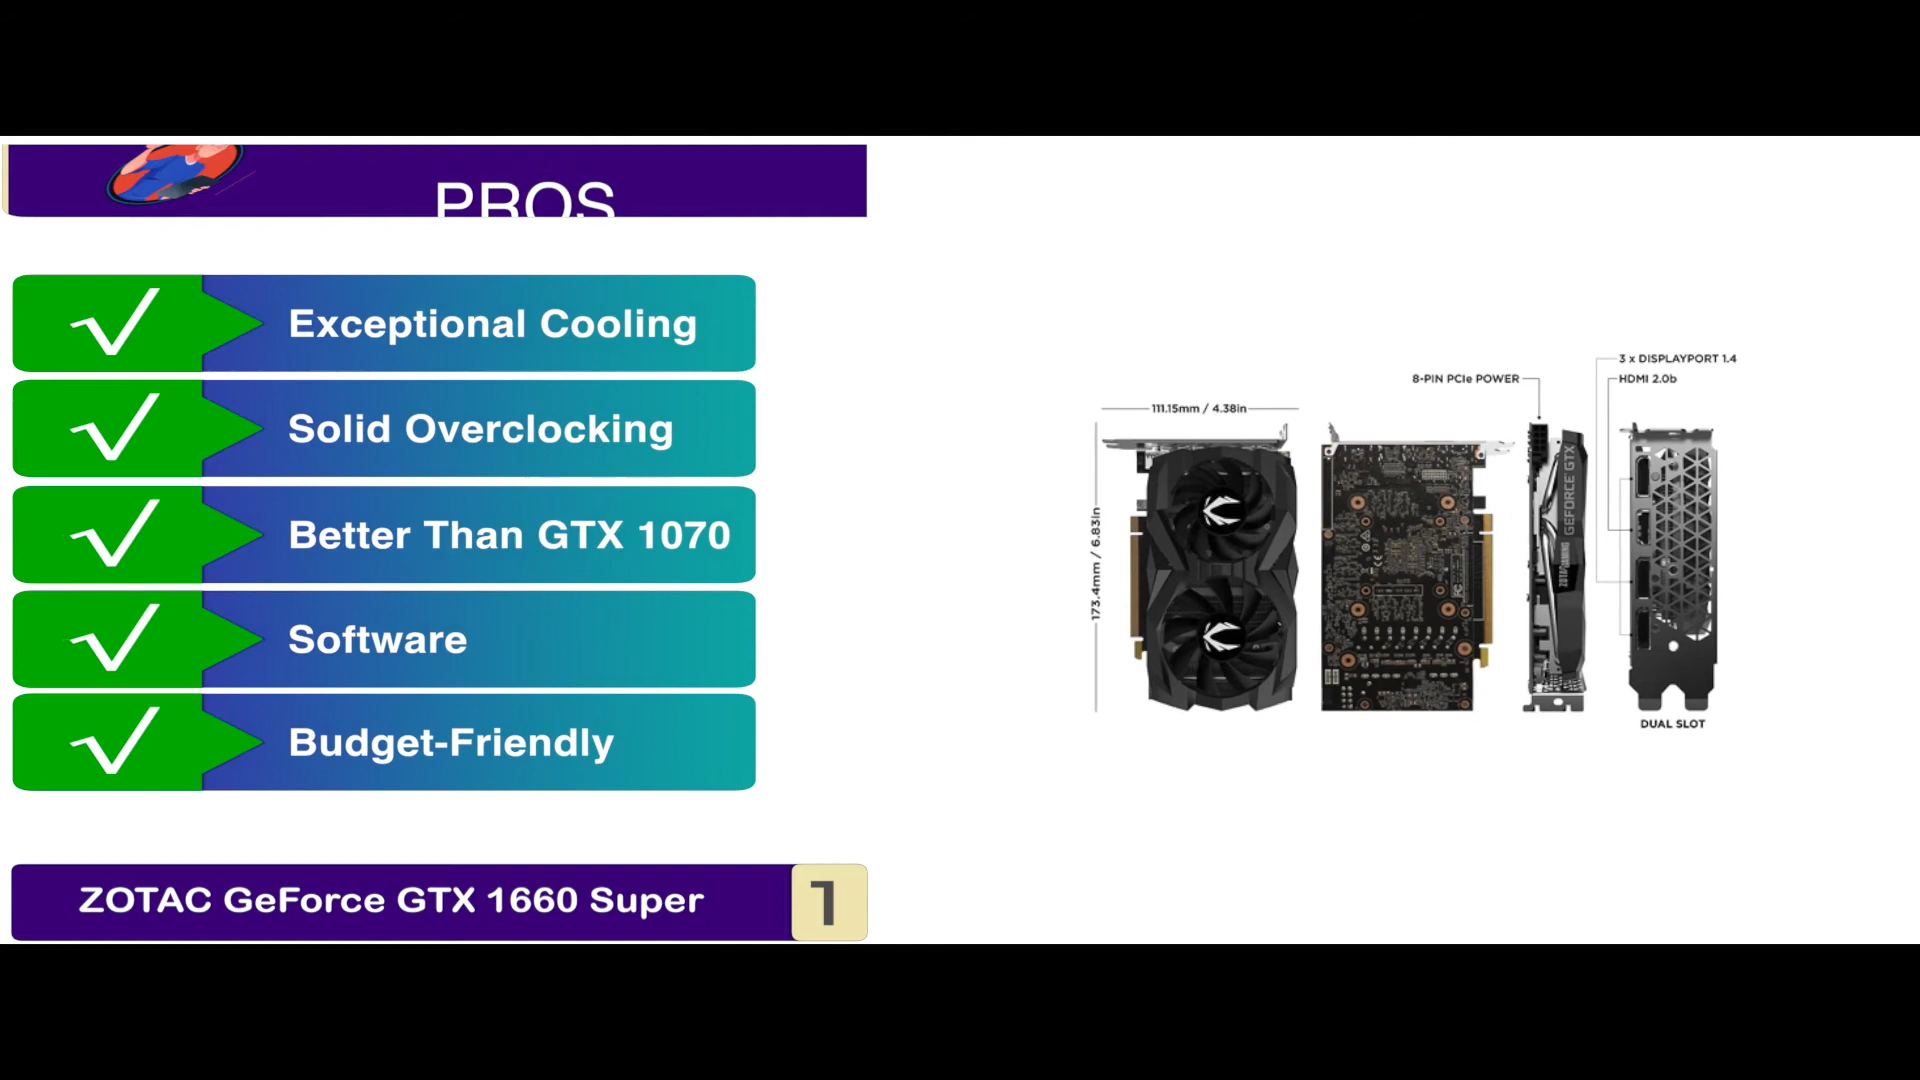 PROS
Exceptional Cooling
Solid Overclocking
Better Than GTX 1070
Software
Budget-Friendly
ZOTAC GeForce GTX 1660 Super
1
3 x DISPLAYPORT 1.4
8-PIN PCIe POWER
HDMI 2.0b
111.15mm / 4.38in
173.4mm / 6.83in
GEFORCE GTX
ZOTAC GAMING
DUAL SLOT